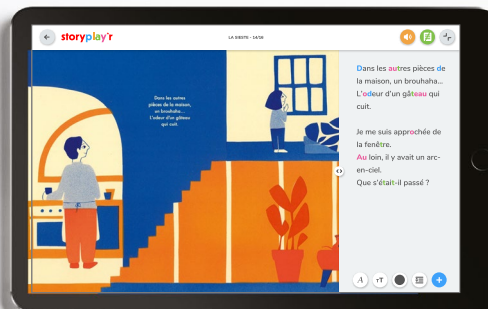 storyplay'r
LA SIESTE - 14/16
Dans les autres
pièces de la maison,
un brouhaha...
L'odeur d'un gâteau
qui cuit.
Dans les autres pièces de
la maison, un brouhaha...
L'odeur d'un gâteau qui
cuit.
Je me suis approchée de
la fenêtre.
Au loin, il y avait un arc-
en-ciel.
Que s'était-il passé ?
A
TT